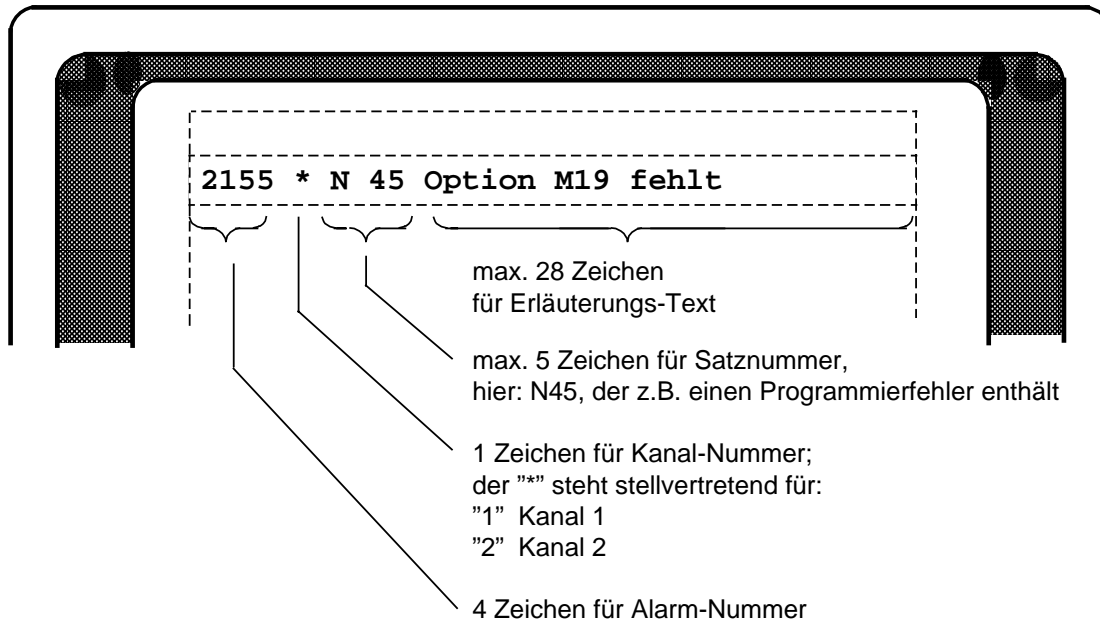 2155 * N 45 Option M19 fehlt
max. 28 Zeichen
für Erläuterungs-Text
max. 5 Zeichen für Satznummer,
hier: N45, der z.B. einen Programmierfehler enthält
1 Zeichen für Kanal-Nummer;
der ”*” steht stellvertretend für:
”1” Kanal 1
”2” Kanal 2
4 Zeichen für Alarm-Nummer